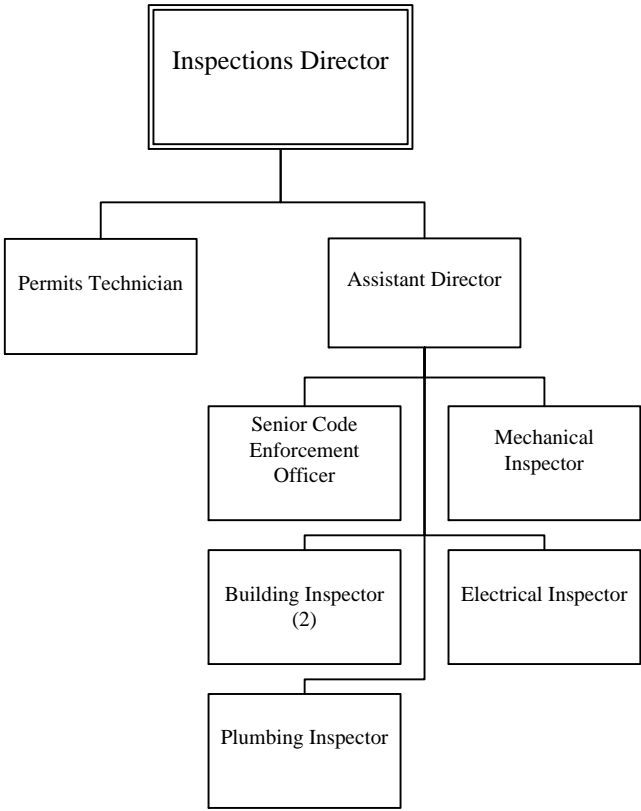 Inspections Director
Permits Technician
Assistant Director
Senior Code
Enforcement
Officer
Mechanical
Inspector
Building Inspector
(2)
Electrical Inspector
Plumbing Inspector